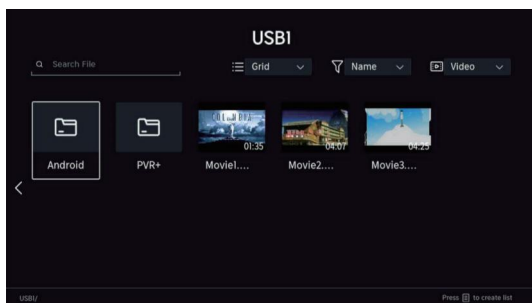 USB1
Search File
Grid
Name
Video
01:35
04:07
04:25
Android
PVR+
Movie1....
Movie2....
Movie3....
USB1/
Press to create list